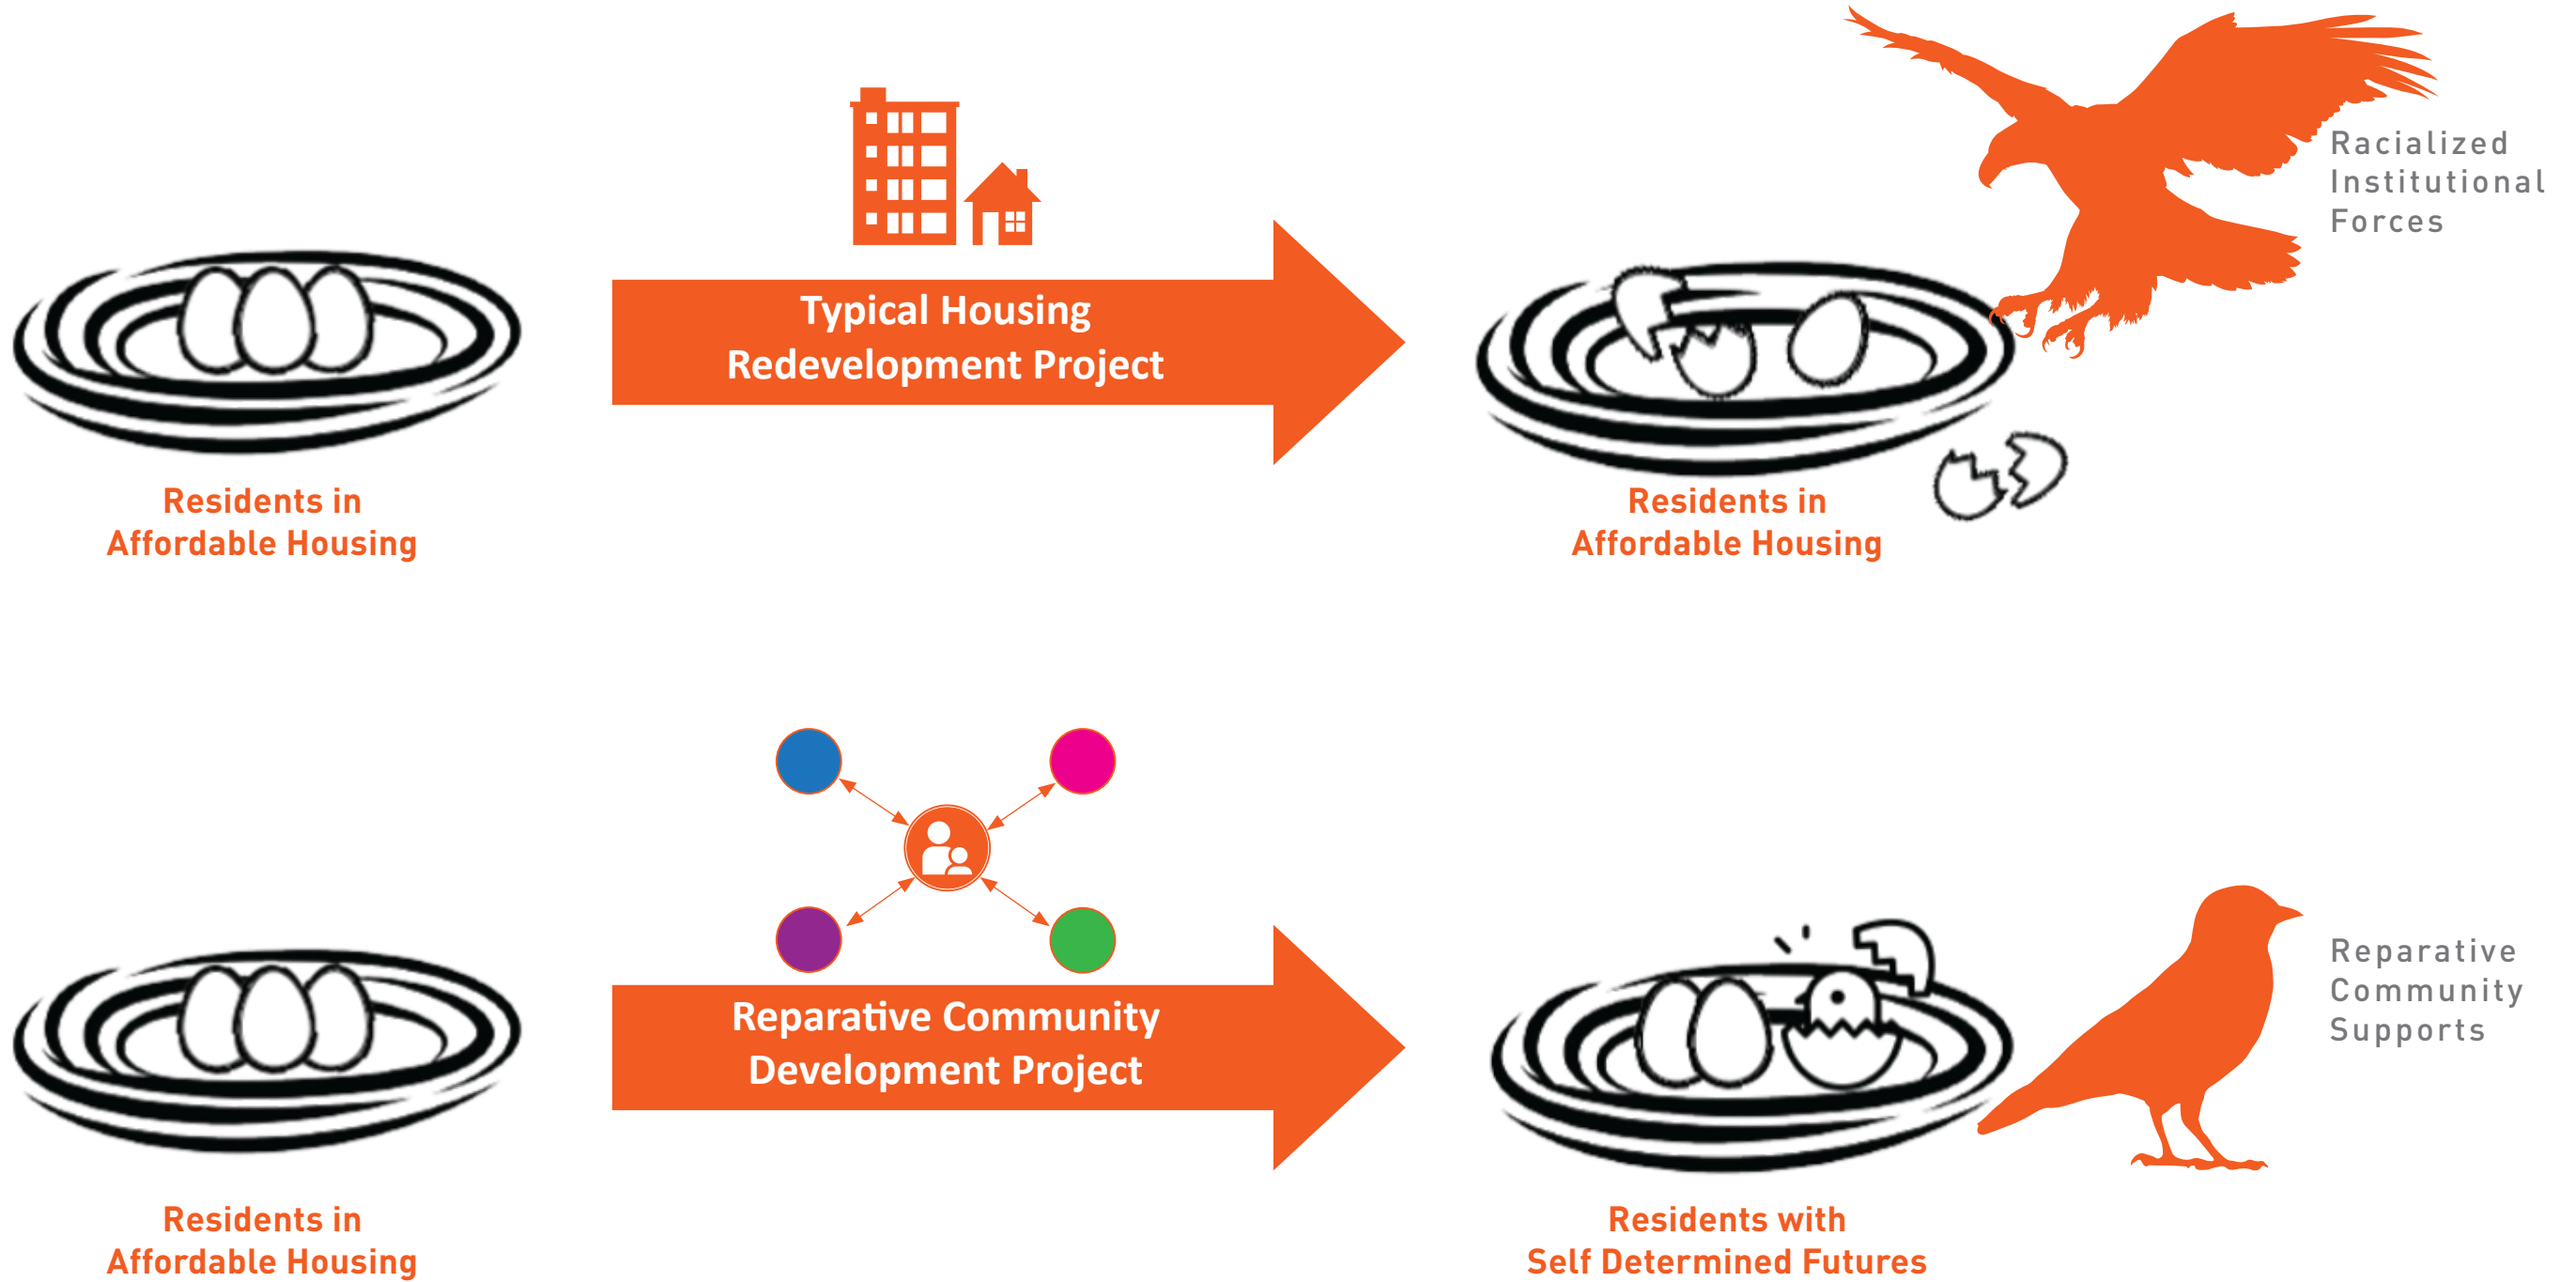 Racialized
Institutional
Forces
Typical Housing
Redevelopment Project
Residents in
Affordable Housing
Residents in
Affordable Housing
Reparative Community
Development Project
Reparative
Community
Supports
Residents in
Affordable Housing
Residents with
Self Determined Futures